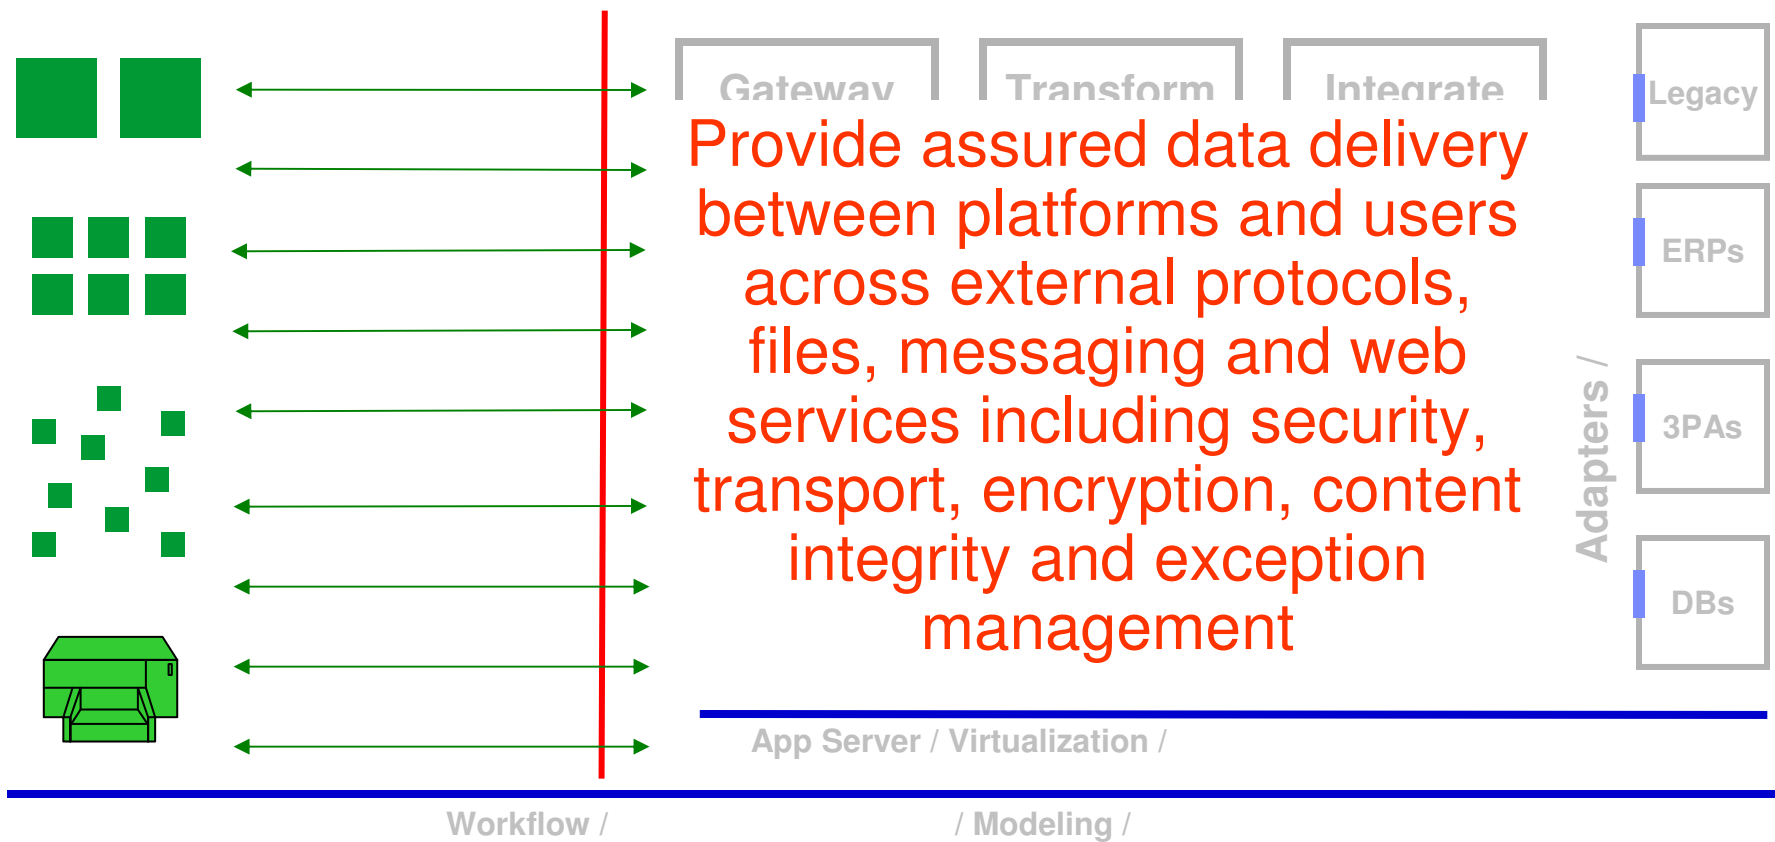 Gateway
Transform
Integrate
Provide assured data delivery
between platforms and users
across external protocols,
files, messaging and web
services including security,
transport, encryption, content
integrity and exception
management
Adapters /
Legacy
ERPs
3PAs
DBs
App Server / Virtualization /
Workflow / / Modeling /